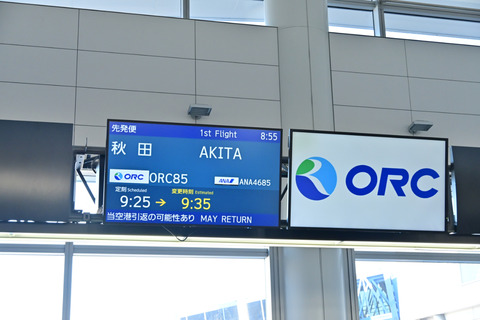 先発便 1st Flight 8:55
秋田 AKITA
ORC ORC85 ANA ANA4685
定刻 Scheduled 変更時刻 Estimated
9:25 → 9:35
当空港引返の可能性あり MAY RETURN
ORC